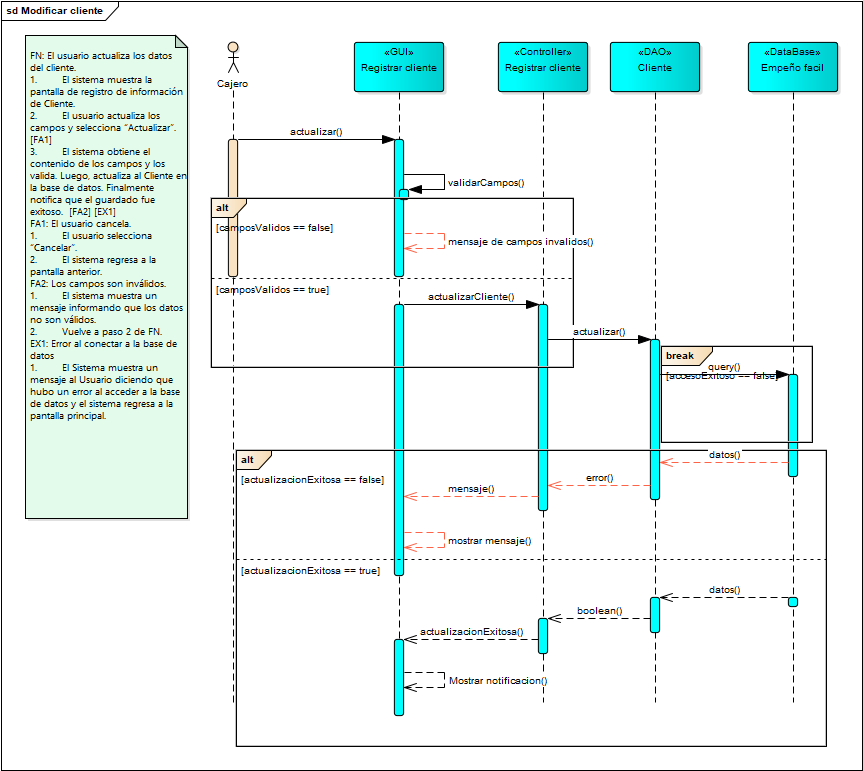 sd Modificar cliente
FN: El usuario actualiza los datos
del cliente.
1. El sistema muestra la
pantalla de registro de información
de Cliente.
2. El usuario actualiza los
campos y selecciona “Actualizar”.
[FA1]
3. El sistema obtiene el
contenido de los campos y los
valida. Luego, actualiza al Cliente en
la base de datos. Finalmente
notifica que el guardado fue
exitoso. [FA2] [EX1]
FA1: El usuario cancela.
1. El usuario selecciona
“Cancelar”.
2. El sistema regresa a la
pantalla anterior.
FA2: Los campos son inválidos.
1. El sistema muestra un
mensaje informando que los datos
no son válidos.
2. Vuelve a paso 2 de FN.
EX1: Error al conectar a la base de
datos
1. El Sistema muestra un
mensaje al Usuario diciendo que
hubo un error al acceder a la base
de datos y el sistema regresa a la
pantalla principal.
Cajero
«GUI»
Registrar cliente
«Controller»
Registrar cliente
«DAO»
Cliente
«DataBase»
Empeño facil
actualizar()
validarCampos()
alt
[camposValidos == false]
mensaje de campos invalidos()
[camposValidos == true]
actualizarCliente()
actualizar()
break
query()
[accesoExitoso == false]
alt
datos()
[actualizacionExitosa == false]
error()
mensaje()
mostrar mensaje()
[actualizacionExitosa == true]
datos()
boolean()
actualizacionExitosa()
Mostrar notificacion()